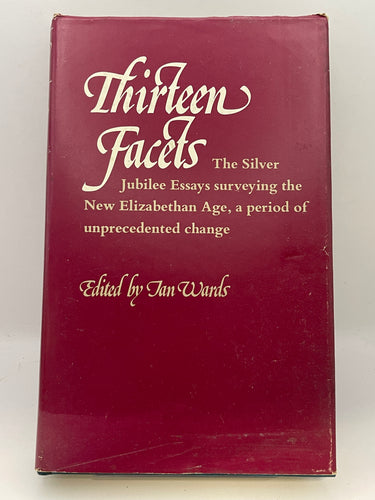 Thirteen
Facets The Silver
Jubilee Essays surveying the
New Elizabethan Age, a period of
unprecedented change
Edited by Ian Wards